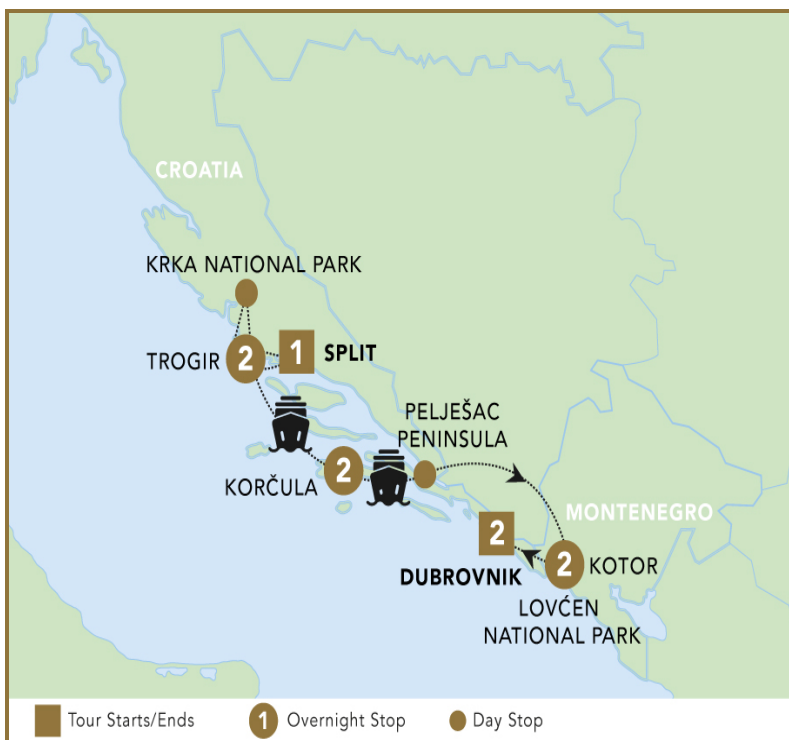 CROATIA
KRKA NATIONAL PARK
TROGIR
2
1
SPLIT
PELJEŠAC
PENINSULA
KORČULA
2
MONTENEGRO
2
DUBROVNIK
2
KOTOR
LOVĆEN
NATIONAL PARK
Tour Starts/Ends
1
Overnight Stop
Day Stop